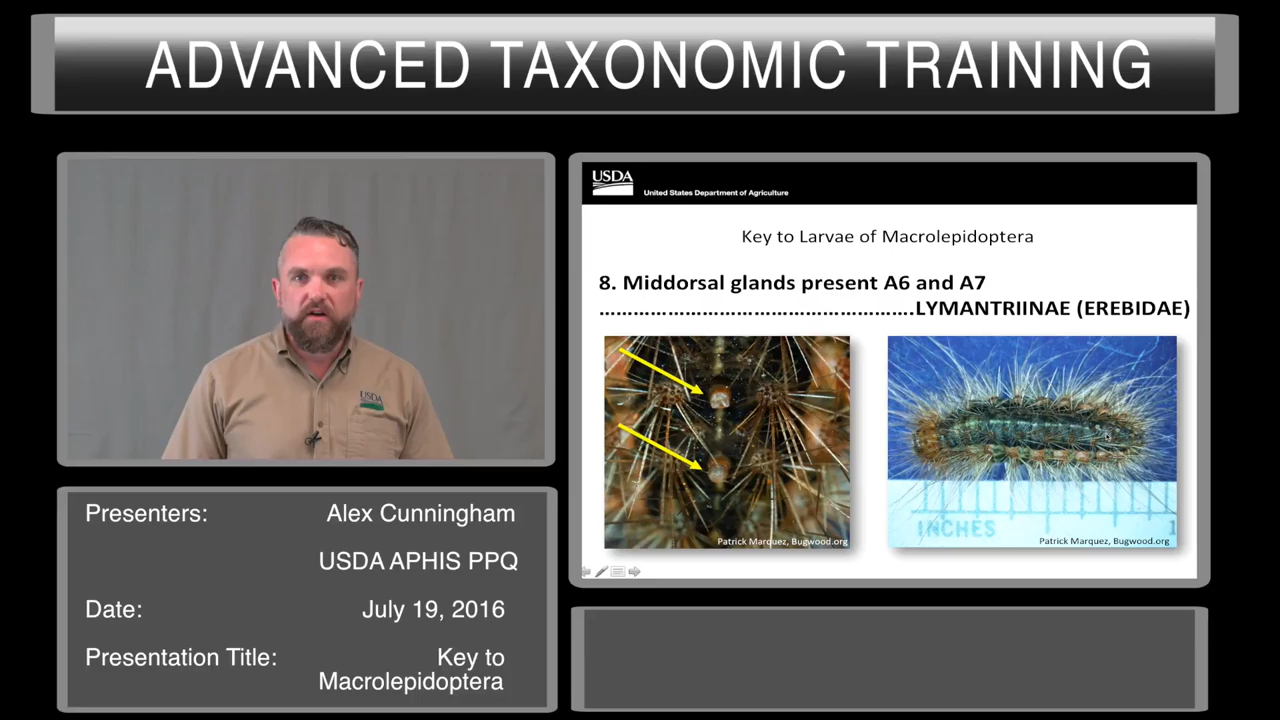 ADVANCED TAXONOMIC TRAINING
USDA
USDA
United States Department of Agriculture
Key to Larvae of Macrolepidoptera
8. Middorsal glands present A6 and A7
……………………………………………….LYMANTRIINAE (EREBIDAE)
Patrick Marquez, Bugwood.org
INCHES
1
Patrick Marquez, Bugwood.org
Presenters: Alex Cunningham
USDA APHIS PPQ
Date: July 19, 2016
Presentation Title: Key to
Macrolepidoptera